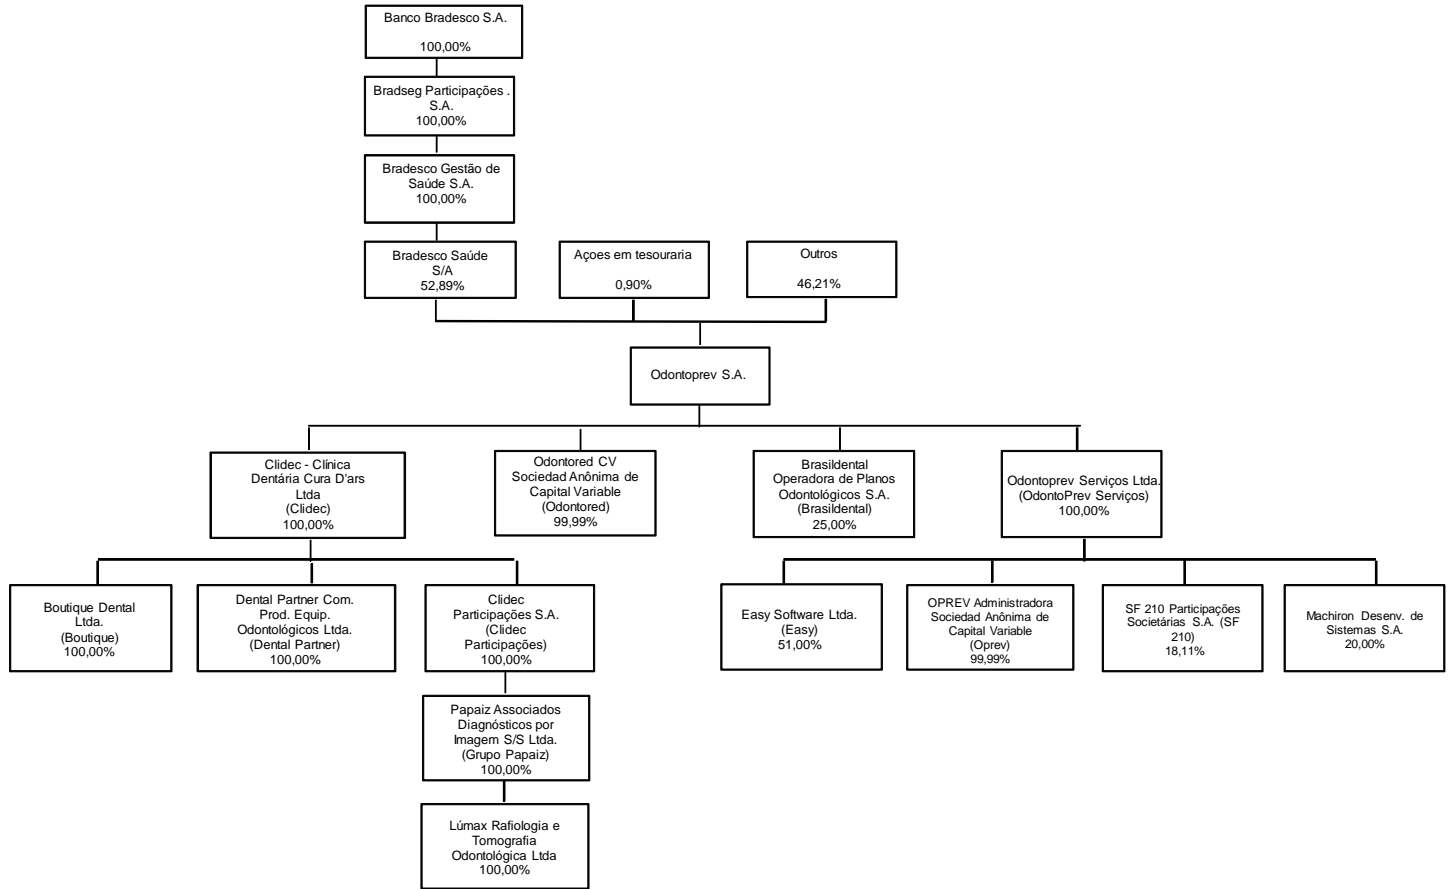 Banco Bradesco S.A.
100,00%
Bradseg Participações .
S.A.
100,00%
Bradesco Gestão de
Saúde S.A.
100,00%
Bradesco Saúde
S/A
52,89%
Açoes em tesouraria
0,90%
Outros
46,21%
Odontoprev S.A.
Clidec - Clínica
Dentária Cura D'ars
Ltda
(Clidec)
100,00%
Odontored CV
Sociedad Anônima de
Capital Variable
(Odontored)
99,99%
Brasildental
Operadora de Planos
Odontológicos S.A.
(Brasildental)
25,00%
Odontoprev Serviços Ltda.
(OdontoPrev Serviços)
100,00%
Boutique Dental
Ltda.
(Boutique)
100,00%
Dental Partner Com.
Prod. Equip.
Odontológicos Ltda.
(Dental Partner)
100,00%
Clidec
Participações S.A.
(Clidec
Participações)
100,00%
Easy Software Ltda.
(Easy)
51,00%
OPREV Administradora
Sociedad Anônima de
Capital Variable
(Oprev)
99,99%
SF 210 Participações
Societárias S.A. (SF
210)
18,11%
Machiron Desenv. de
Sistemas S.A.
20,00%
Papaiz Associados
Diagnósticos por
Imagem S/S Ltda.
(Grupo Papaiz)
100,00%
Lúmax Rafiologia e
Tomografia
Odontológica Ltda
100,00%